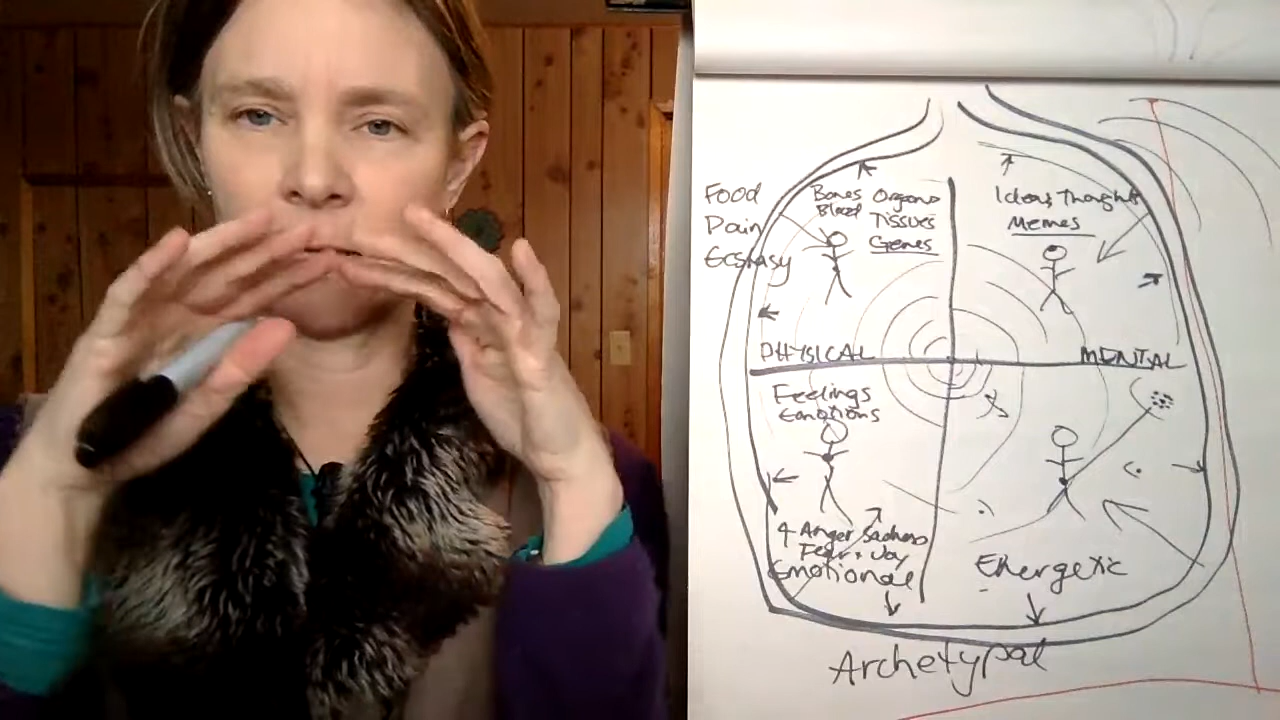 Food
Pain
Ecstasy
Bones Organs
Blood Tissues
Genes
Ideas Thoughts
Memes
PHYSICAL
MENTAL
Feelings
Emotions
4 Anger Sadness
Fear + Joy
Emotional
Energetic
Archetypal